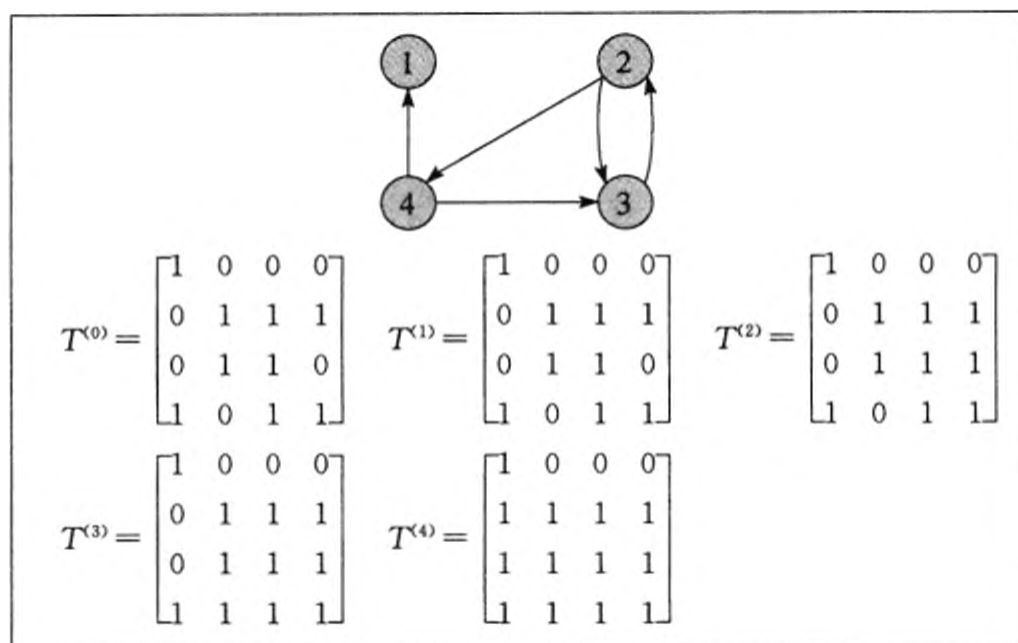 1 2
4 3
T⁽⁰⁾= [1 0 0 0 T⁽¹⁾= [1 0 0 0 T⁽²⁾= [1 0 0 0
0 1 1 1 0 1 1 1 0 1 1 1
0 1 1 0 0 1 1 0 0 1 1 1
1 0 1 1] 1 0 1 1] 1 0 1 1]
T⁽³⁾= [1 0 0 0 T⁽⁴⁾= [1 0 0 0
0 1 1 1 1 1 1 1
0 1 1 1 1 1 1 1
1 1 1 1] 1 1 1 1]